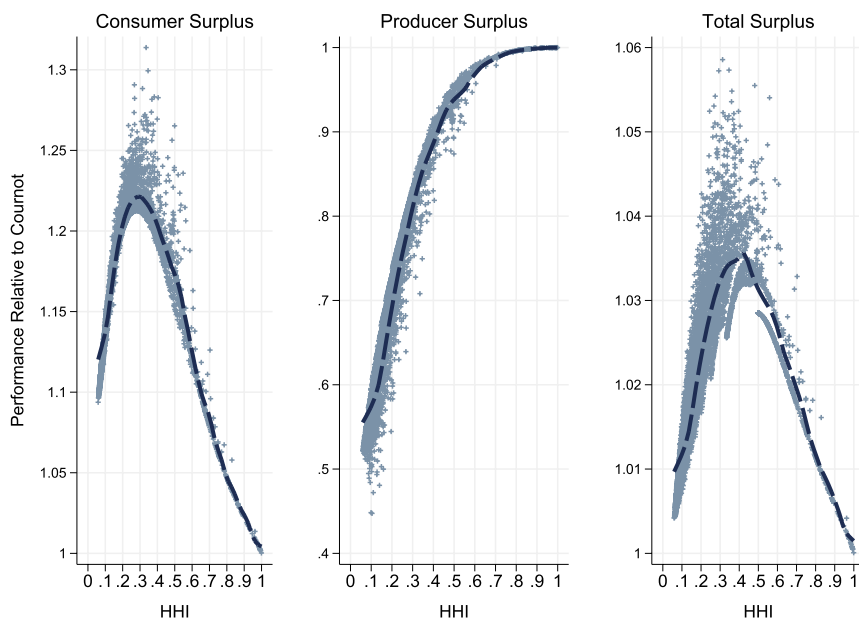 Consumer Surplus
Producer Surplus
Total Surplus
Performance Relative to Cournot
1.3
1.25
1.2
1.15
1.1
1.05
1
0 .1 .2 .3 .4 .5 .6 .7 .8 .9 1
HHI
1
.9
.8
.7
.6
.5
.4
0 .1 .2 .3 .4 .5 .6 .7 .8 .9 1
HHI
1.06
1.05
1.04
1.03
1.02
1.01
1
0 .1 .2 .3 .4 .5 .6 .7 .8 .9 1
HHI